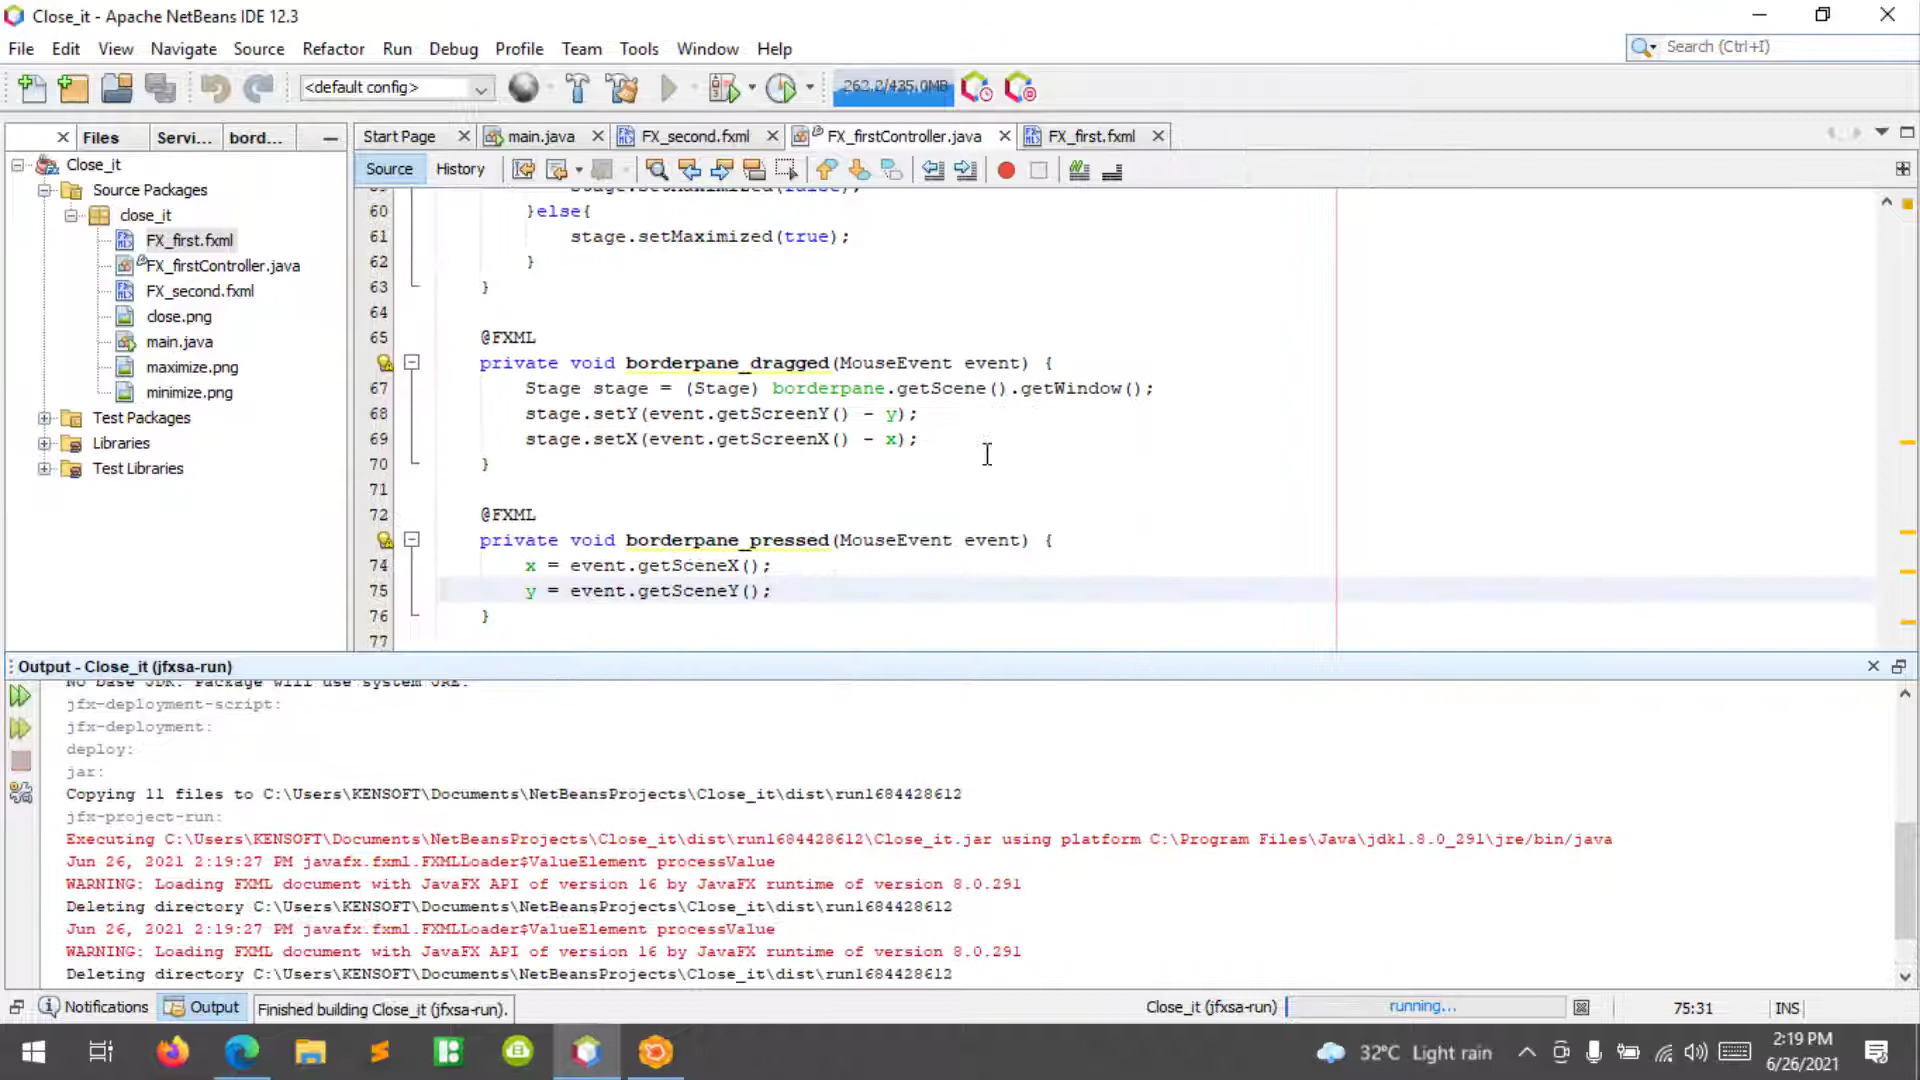 Close_it - Apache NetBeans IDE 12.3
File Edit View Navigate Source Refactor Run Debug Profile Team Tools Window Help
Search (Ctrl+I)
<default config>
262.2/435.0MB
Files Servi... bord...
Start Page main.java FX_second.fxml FX_firstController.java FX_first.fxml
Source History
Close_it
Source Packages
close_it
FX_first.fxml
FX_firstController.java
FX_second.fxml
close.png
main.java
maximize.png
minimize.png
Test Packages
Libraries
Test Libraries
stage.setMaximized(false);
60 }else{
61 stage.setMaximized(true);
62 }
63 }
64
65 @FXML
private void borderpane_dragged(MouseEvent event) {
67 Stage stage = (Stage) borderpane.getScene().getWindow();
68 stage.setY(event.getScreenY() - y);
69 stage.setX(event.getScreenX() - x);
70 }
71
72 @FXML
private void borderpane_pressed(MouseEvent event) {
74 x = event.getSceneX();
75 y = event.getSceneY();
76 }
77
Output - Close_it (jfxsa-run)
No base JDK. Package will use system JRE.
jfx-deployment-script:
jfx-deployment:
deploy:
jar:
Copying 11 files to C:\Users\KENSOFT\Documents\NetBeansProjects\Close_it\dist\run1684428612
jfx-project-run:
Executing C:\Users\KENSOFT\Documents\NetBeansProjects\Close_it\dist\run1684428612\Close_it.jar using platform C:\Program Files\Java\jdk1.8.0_291\jre/bin/java
Jun 26, 2021 2:19:27 PM javafx.fxml.FXMLLoader$ValueElement processValue
WARNING: Loading FXML document with JavaFX API of version 16 by JavaFX runtime of version 8.0.291
Deleting directory C:\Users\KENSOFT\Documents\NetBeansProjects\Close_it\dist\run1684428612
Jun 26, 2021 2:19:27 PM javafx.fxml.FXMLLoader$ValueElement processValue
WARNING: Loading FXML document with JavaFX API of version 16 by JavaFX runtime of version 8.0.291
Deleting directory C:\Users\KENSOFT\Documents\NetBeansProjects\Close_it\dist\run1684428612
Notifications Output Finished building Close_it (jfxsa-run). Close_it (jfxsa-run) running... 75:31 INS
32°C Light rain
2:19 PM
6/26/2021